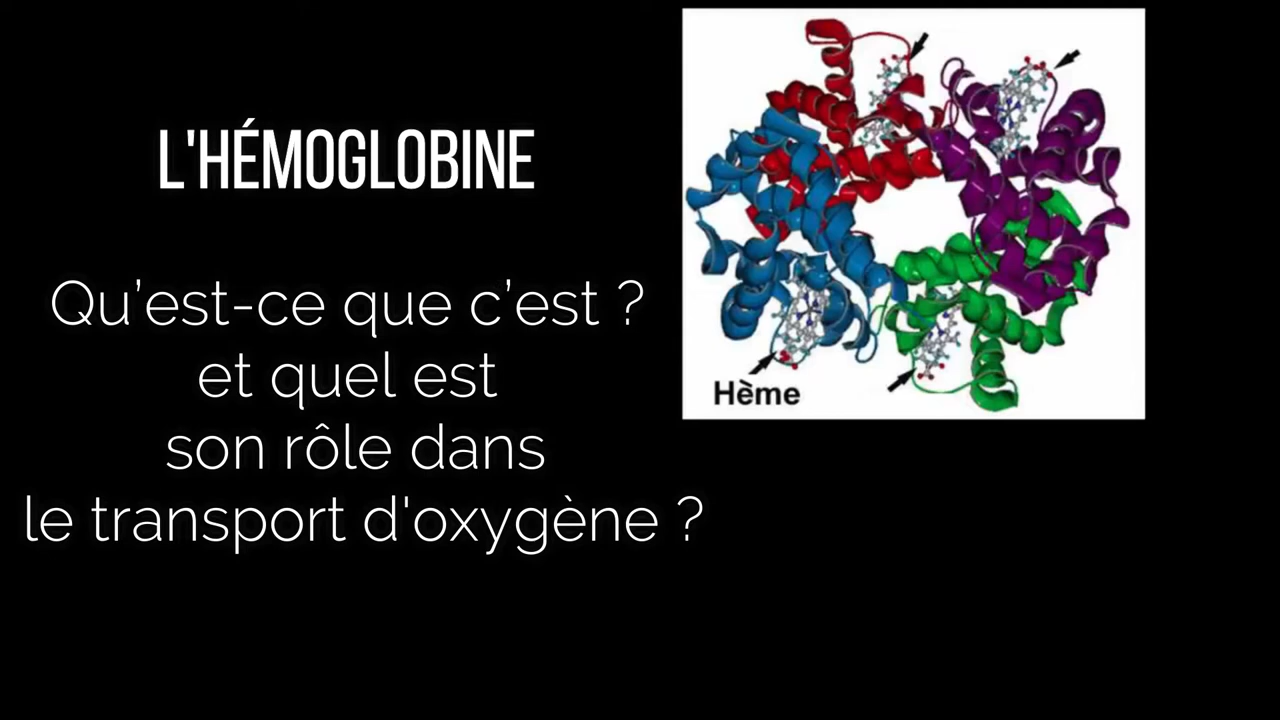 L'HÉMOGLOBINE
Qu’est-ce que c’est ?
et quel est
son rôle dans
le transport d'oxygène ?
Hème